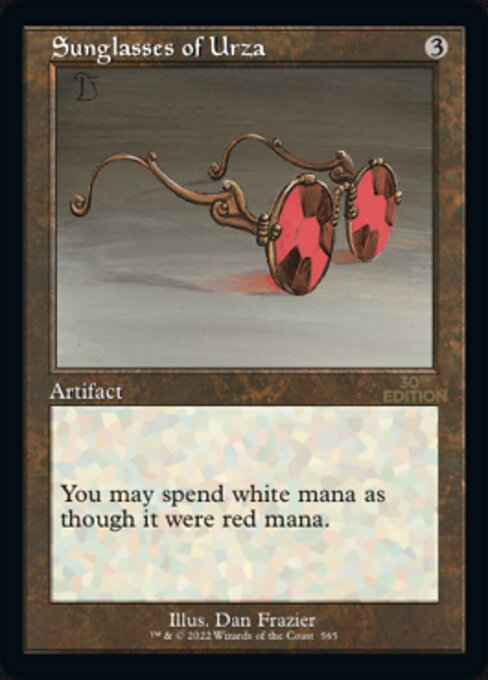 Sunglasses of Urza 3
Artifact
30TH EDITION
You may spend white mana as
though it were red mana.
Illus. Dan Frazier
™ & © 2022 Wizards of the Coast 565